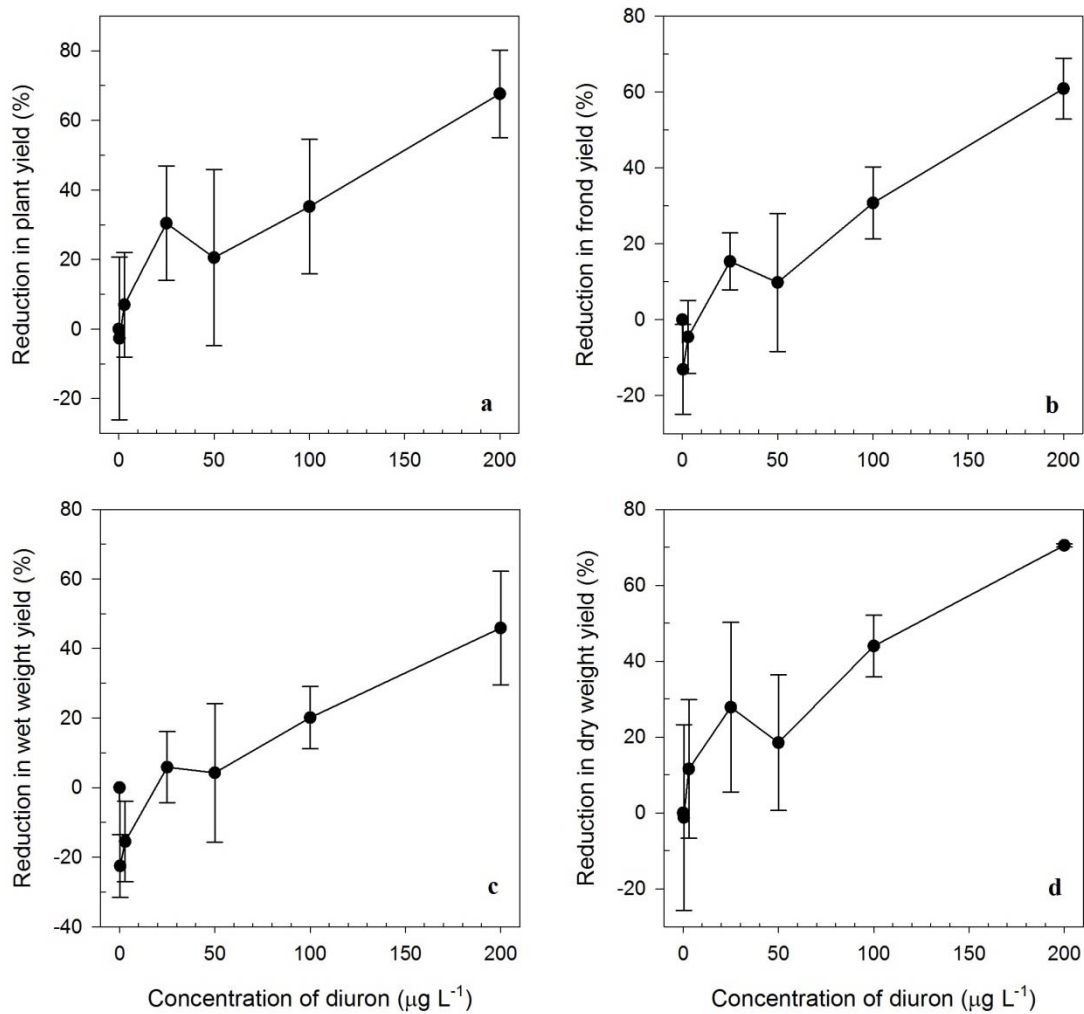 Reduction in plant yield (%)
80
60
40
20
0
-20
a
0 50 100 150 200
Reduction in frond yield (%)
80
60
40
20
0
-20
b
0 50 100 150 200
Reduction in wet weight yield (%)
80
60
40
20
0
-20
-40
c
0 50 100 150 200
Concentration of diuron (µg L⁻¹)
Reduction in dry weight yield (%)
80
60
40
20
0
-20
d
0 50 100 150 200
Concentration of diuron (µg L⁻¹)